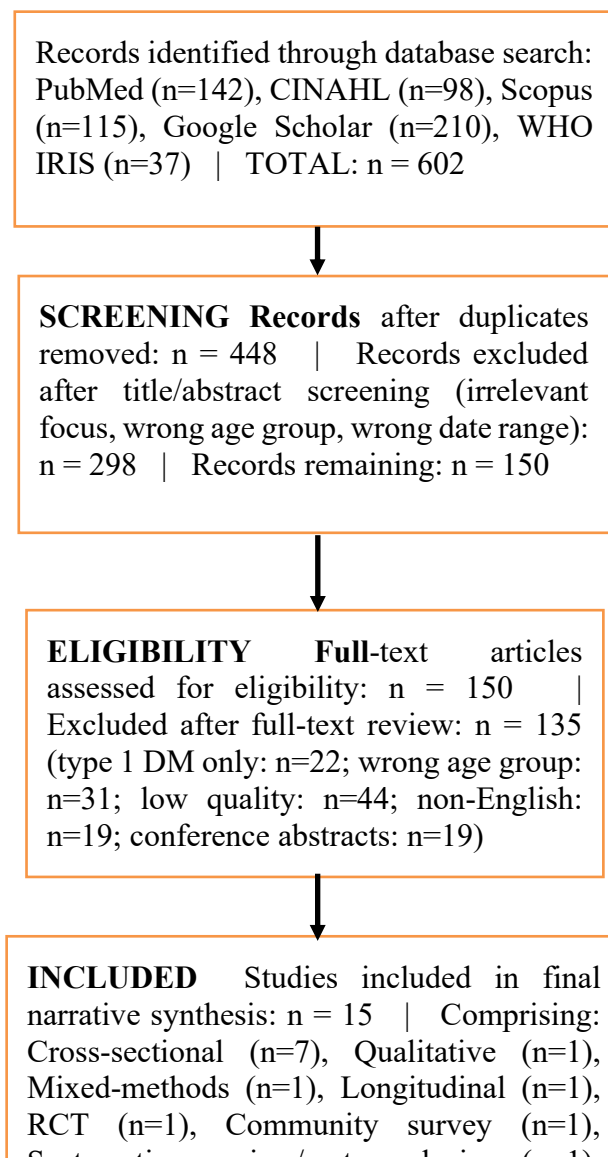 Records identified through database search:
PubMed (n=142), CINAHL (n=98), Scopus
(n=115), Google Scholar (n=210), WHO
IRIS (n=37) | TOTAL: n = 602
SCREENING Records after duplicates
removed: n = 448 | Records excluded
after title/abstract screening (irrelevant
focus, wrong age group, wrong date range):
n = 298 | Records remaining: n = 150
ELIGIBILITY Full-text articles
assessed for eligibility: n = 150 |
Excluded after full-text review: n = 135
(type 1 DM only: n=22; wrong age group:
n=31; low quality: n=44; non-English:
n=19; conference abstracts: n=19)
INCLUDED Studies included in final
narrative synthesis: n = 15 | Comprising:
Cross-sectional (n=7), Qualitative (n=1),
Mixed-methods (n=1), Longitudinal (n=1),
RCT (n=1), Community survey (n=1),